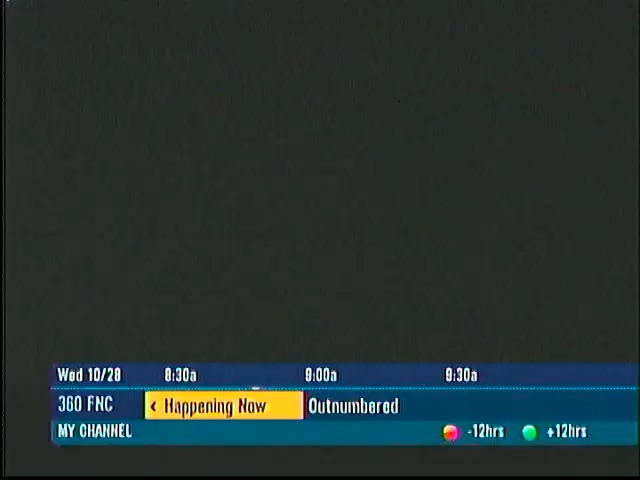 Wed 10/28 8:30a 9:00a 9:30a
360 FNC < Happening Now Outnumbered
MY CHANNEL -12hrs +12hrs